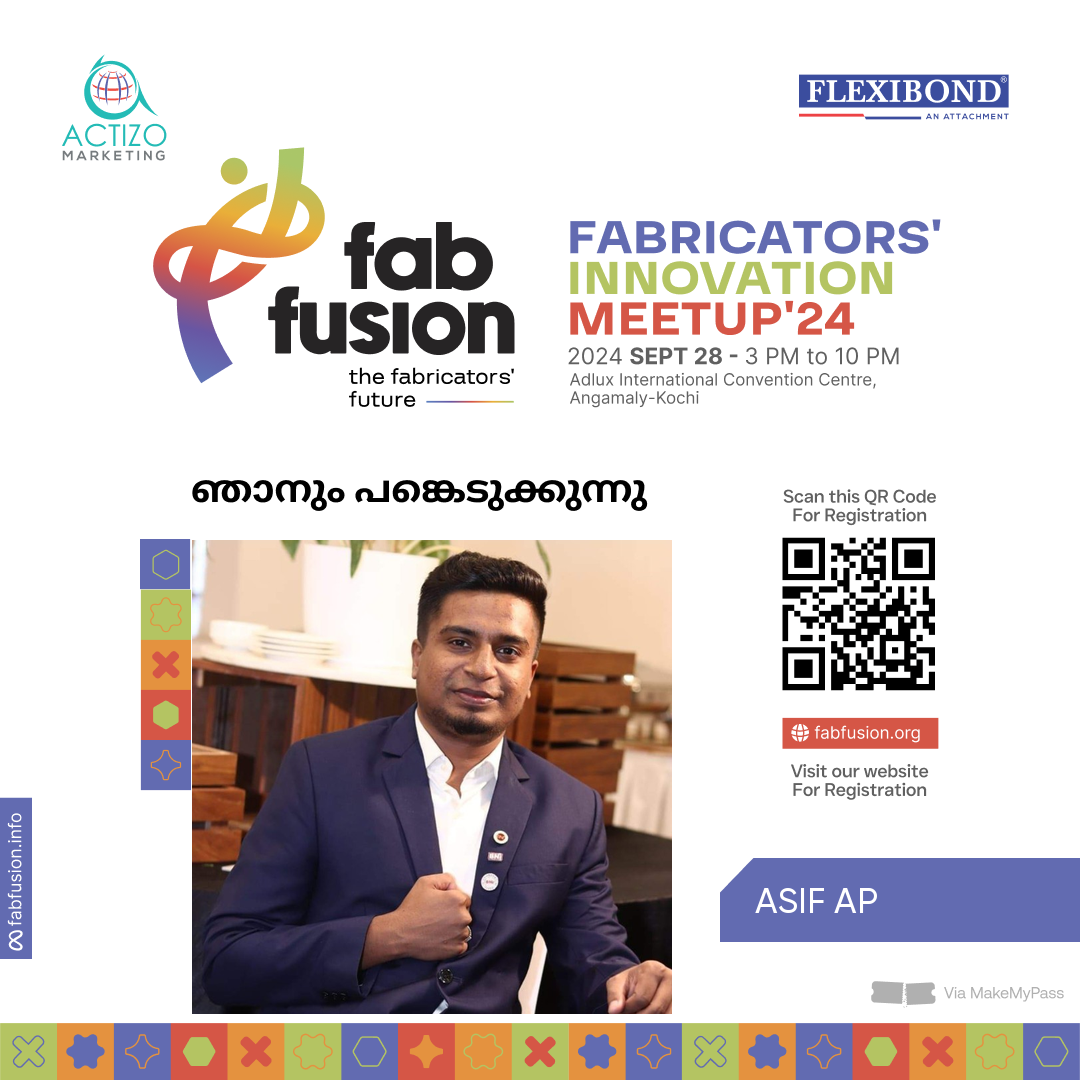 ACTIZO
MARKETING
FLEXIBOND®
AN ATTACHMENT
fab
fusion
the fabricators'
future
FABRICATORS'
INNOVATION
MEETUP'24
2024 SEPT 28 - 3 PM to 10 PM
Adlux International Convention Centre,
Angamaly-Kochi
ഞാനും പങ്കെടുക്കുന്നു
Scan this QR Code
For Registration
fabfusion.org
Visit our website
For Registration
fabfusion.info
ASIF AP
Via MakeMyPass